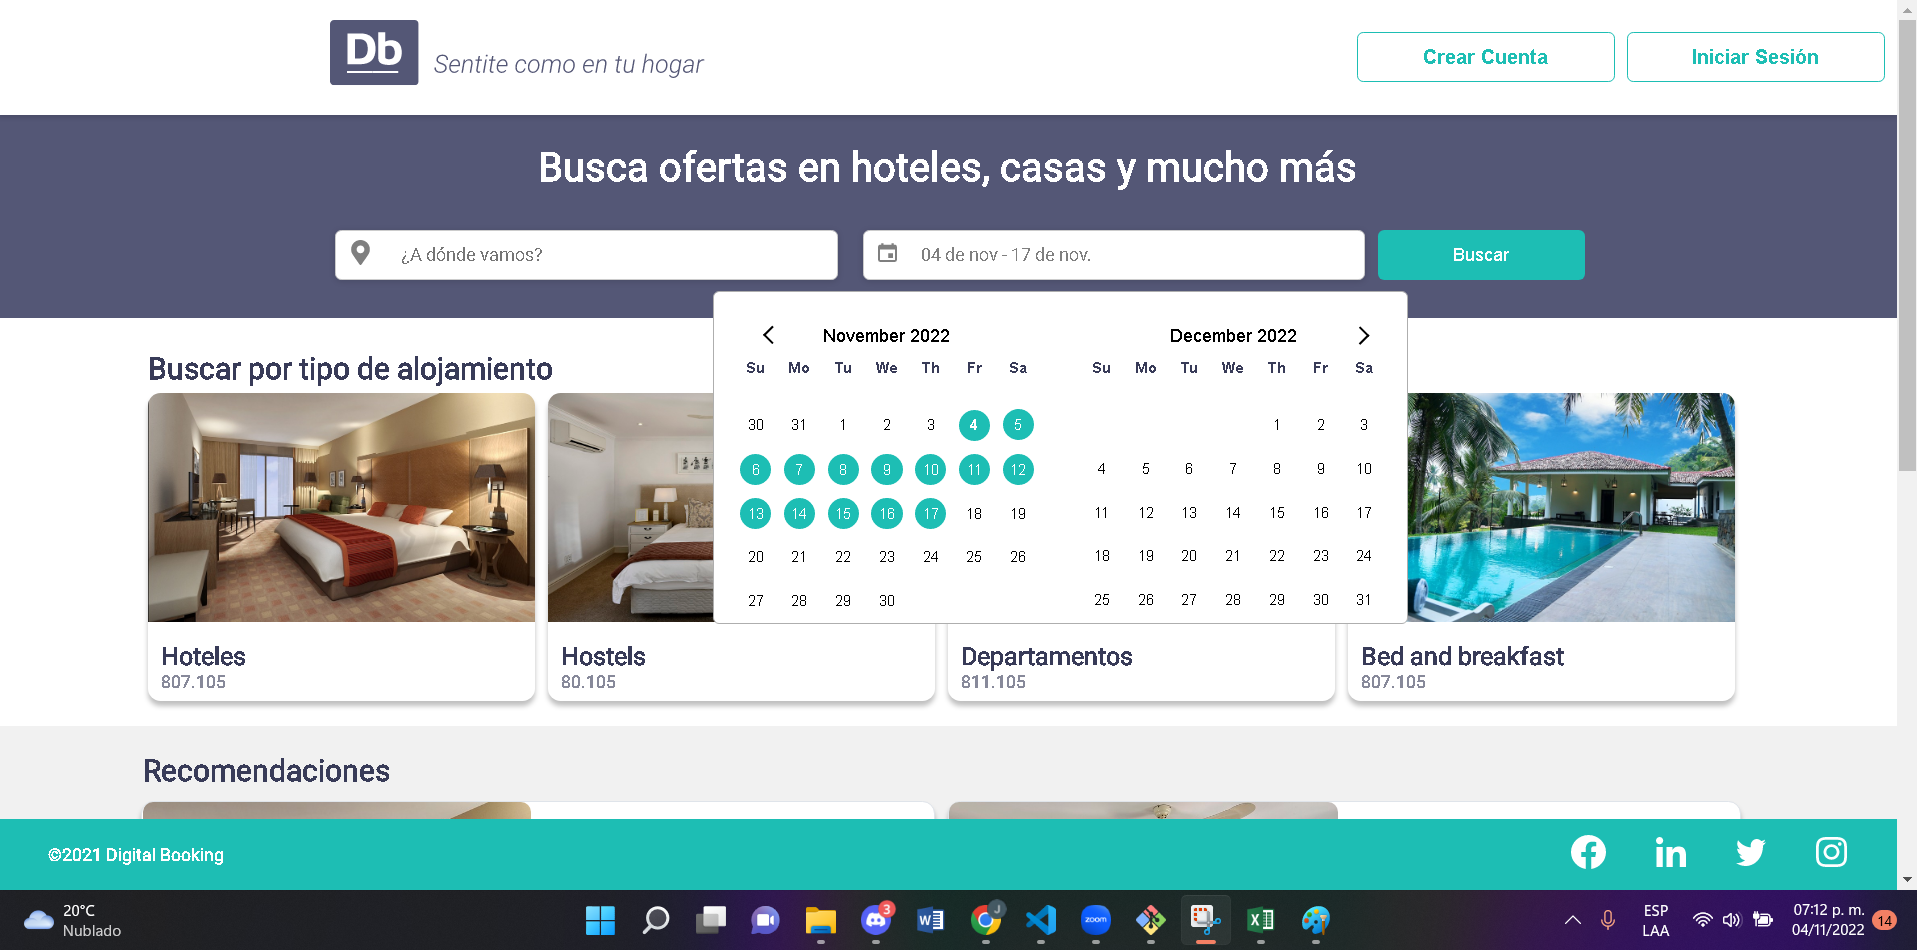 Db
Sentite como en tu hogar
Crear Cuenta
Iniciar Sesión
Busca ofertas en hoteles, casas y mucho más
¿A dónde vamos?
04 de nov - 17 de nov.
Buscar
Buscar por tipo de alojamiento
November 2022
Su Mo Tu We Th Fr Sa
30 31 1 2 3 4 5
6 7 8 9 10 11 12
13 14 15 16 17 18 19
20 21 22 23 24 25 26
27 28 29 30
December 2022
Su Mo Tu We Th Fr Sa
1 2 3
4 5 6 7 8 9 10
11 12 13 14 15 16 17
18 19 20 21 22 23 24
25 26 27 28 29 30 31
Hoteles
807.105
Hostels
80.105
Departamentos
811.105
Bed and breakfast
807.105
Recomendaciones
©2021 Digital Booking
20°C
Nublado
3
J
zoom
ESP
LAA
07:12 p. m.
04/11/2022
14